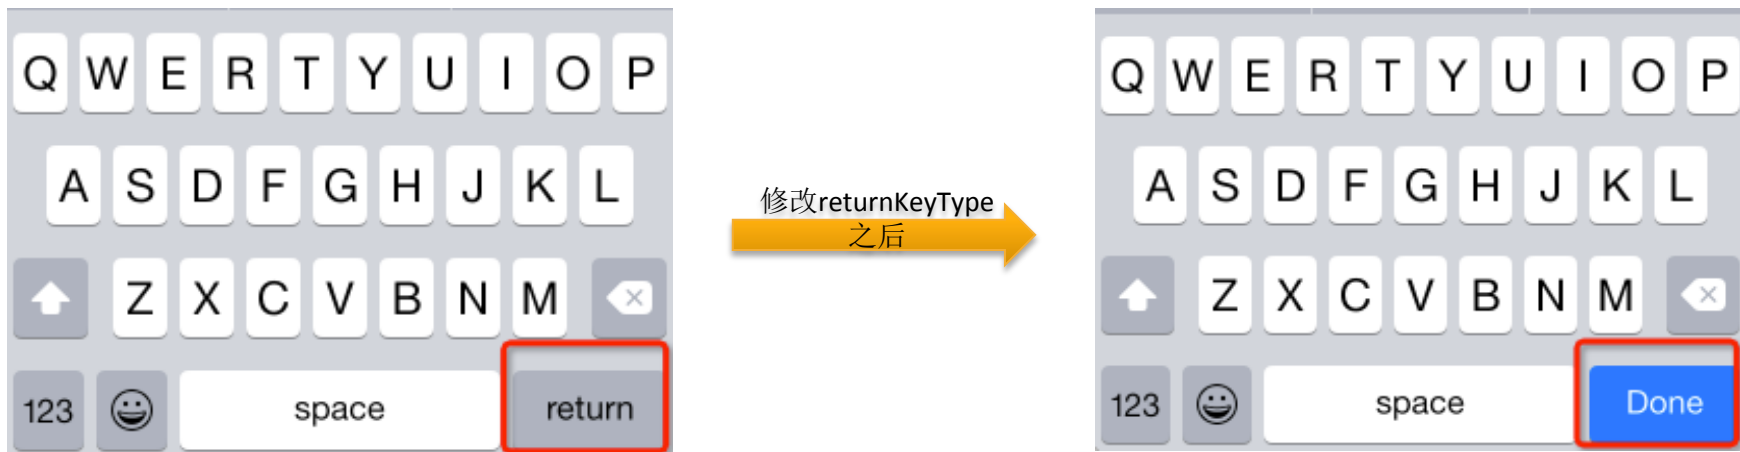 Q W E R T Y U I O P
A S D F G H J K L
Z X C V B N M
123 space return
修改returnKeyType
之后
Q W E R T Y U I O P
A S D F G H J K L
Z X C V B N M
123 space Done